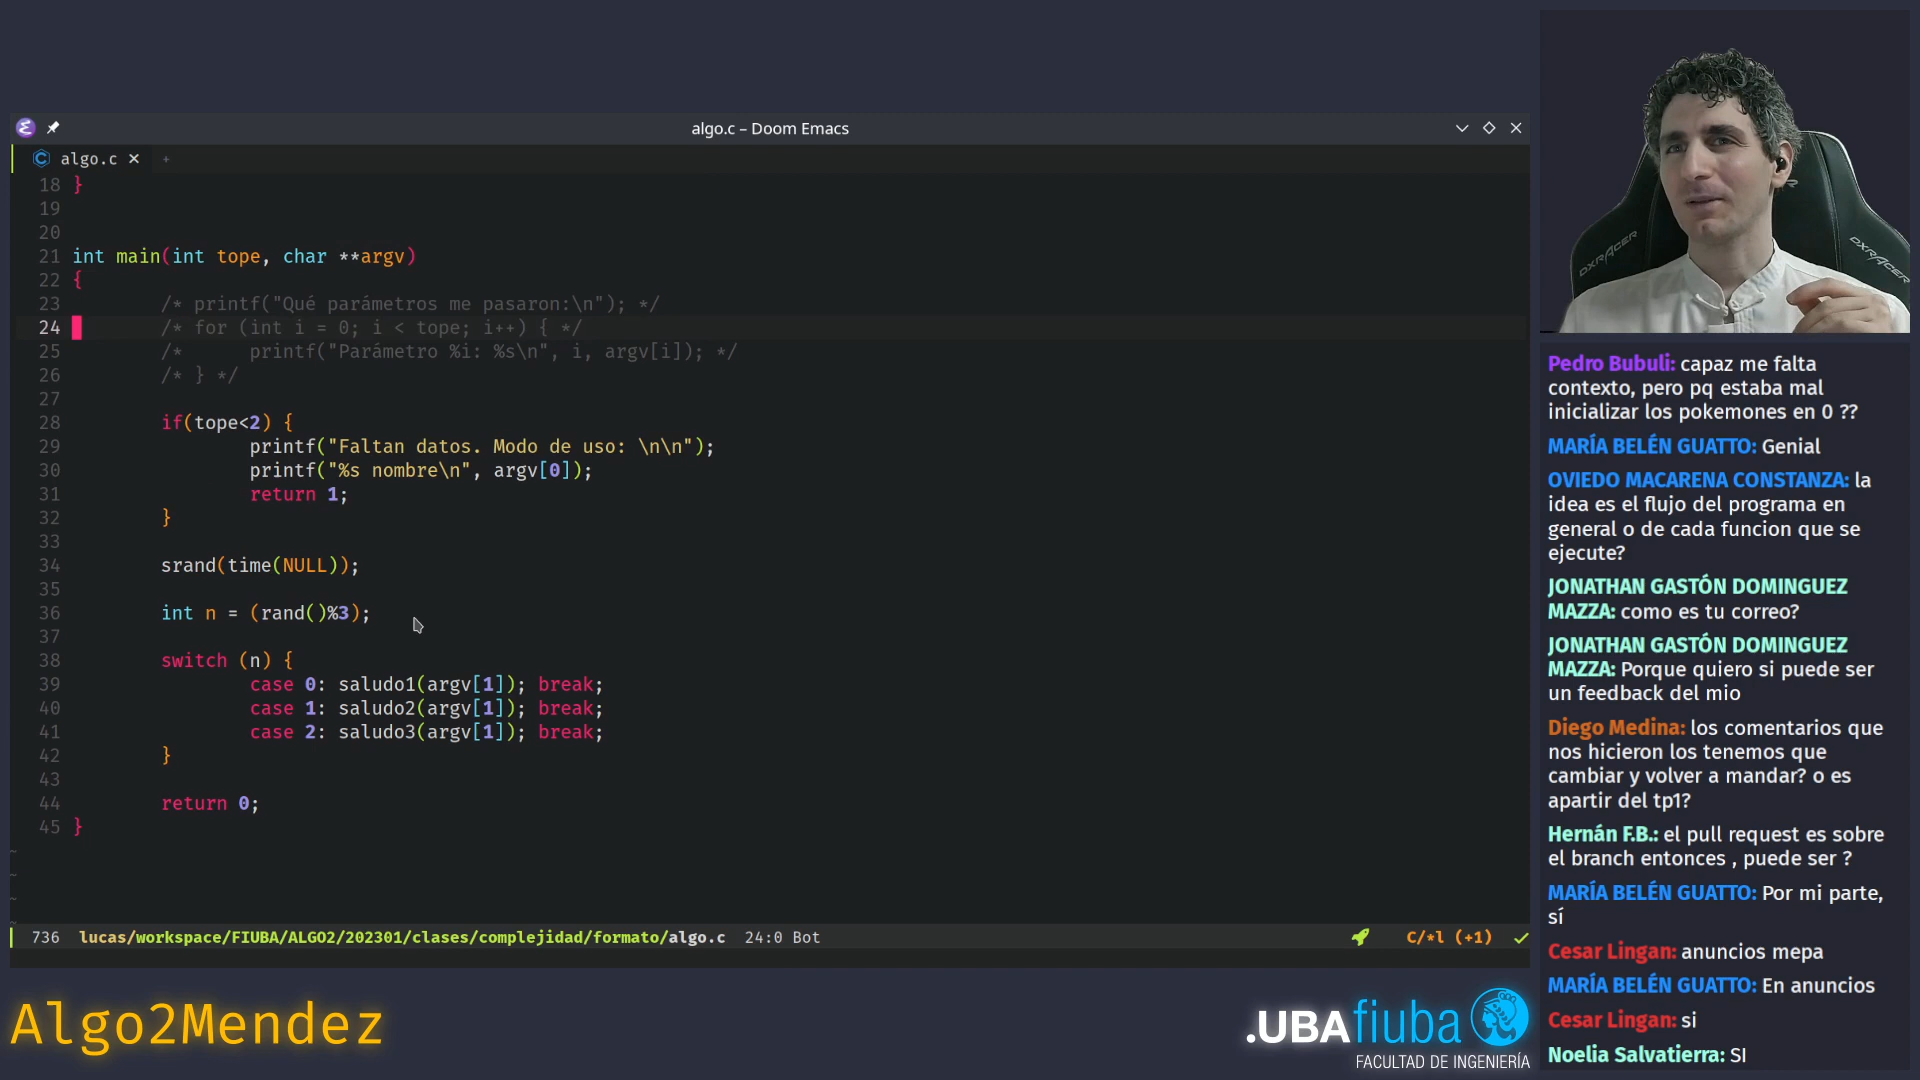 algo.c – Doom Emacs
algo.c × +
18 }
19
20
21 int main(int tope, char **argv)
22 {
23 /* printf("Qué parámetros me pasaron:\n"); */
24 /* for (int i = 0; i < tope; i++) { */
25 /* printf("Parámetro %i: %s\n", i, argv[i]); */
26 /* } */
27
28 if(tope<2) {
29 printf("Faltan datos. Modo de uso: \n\n");
30 printf("%s nombre\n", argv[0]);
31 return 1;
32 }
33
34 srand(time(NULL));
35
36 int n = (rand()%3);
37
38 switch (n) {
39 case 0: saludo1(argv[1]); break;
40 case 1: saludo2(argv[1]); break;
41 case 2: saludo3(argv[1]); break;
42 }
43
44 return 0;
45 }
~
~
~
~
736 lucas/workspace/FIUBA/ALGO2/202301/clases/complejidad/formato/algo.c 24:0 Bot C/*l (+1)
Algo2Mendez
.UBAfiuba
FACULTAD DE INGENIERÍA
DXRACER
DXRACER
Pedro Bubuli: capaz me falta
contexto, pero pq estaba mal
inicializar los pokemones en 0 ??
MARÍA BELÉN GUATTO: Genial
OVIEDO MACARENA CONSTANZA: la
idea es el flujo del programa en
general o de cada funcion que se
ejecute?
JONATHAN GASTÓN DOMINGUEZ
MAZZA: como es tu correo?
JONATHAN GASTÓN DOMINGUEZ
MAZZA: Porque quiero si puede ser
un feedback del mio
Diego Medina: los comentarios que
nos hicieron los tenemos que
cambiar y volver a mandar? o es
apartir del tp1?
Hernán F.B.: el pull request es sobre
el branch entonces , puede ser ?
MARÍA BELÉN GUATTO: Por mi parte,
sí
Cesar Lingan: anuncios mepa
MARÍA BELÉN GUATTO: En anuncios
Cesar Lingan: si
Noelia Salvatierra: SI